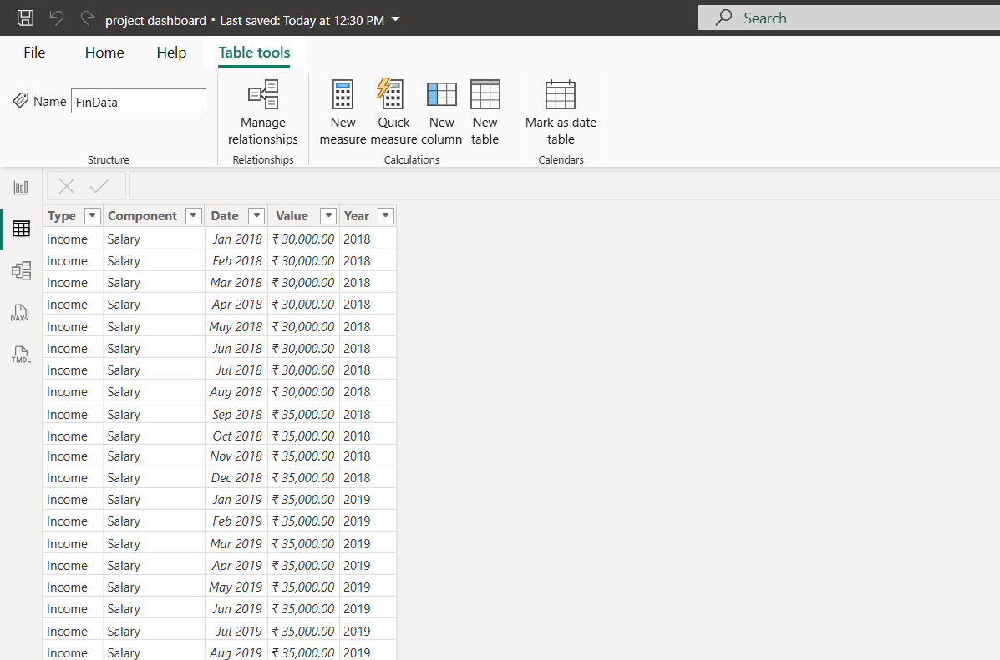 project dashboard • Last saved: Today at 12:30 PM
Search
File Home Help Table tools
Name FinData
Manage relationships
New measure
Quick measure
New column
New table
Mark as date table
Structure Relationships Calculations Calendars
DAX
TMDL
Type Component Date Value Year
Income Salary Jan 2018 ₹ 30,000.00 2018
Income Salary Feb 2018 ₹ 30,000.00 2018
Income Salary Mar 2018 ₹ 30,000.00 2018
Income Salary Apr 2018 ₹ 30,000.00 2018
Income Salary May 2018 ₹ 30,000.00 2018
Income Salary Jun 2018 ₹ 30,000.00 2018
Income Salary Jul 2018 ₹ 30,000.00 2018
Income Salary Aug 2018 ₹ 30,000.00 2018
Income Salary Sep 2018 ₹ 35,000.00 2018
Income Salary Oct 2018 ₹ 35,000.00 2018
Income Salary Nov 2018 ₹ 35,000.00 2018
Income Salary Dec 2018 ₹ 35,000.00 2018
Income Salary Jan 2019 ₹ 35,000.00 2019
Income Salary Feb 2019 ₹ 35,000.00 2019
Income Salary Mar 2019 ₹ 35,000.00 2019
Income Salary Apr 2019 ₹ 35,000.00 2019
Income Salary May 2019 ₹ 35,000.00 2019
Income Salary Jun 2019 ₹ 35,000.00 2019
Income Salary Jul 2019 ₹ 35,000.00 2019
Income Salary Aug 2019 ₹ 35,000.00 2019